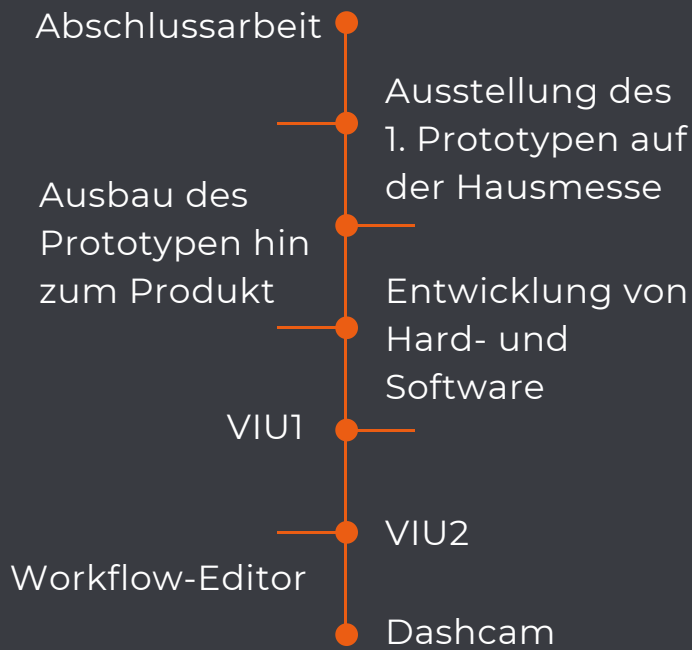 Abschlussarbeit
Ausstellung des
1. Prototypen auf
der Hausmesse
Ausbau des
Prototypen hin
zum Produkt
Entwicklung von
Hard- und
Software
VIU1
VIU2
Workflow-Editor
Dashcam